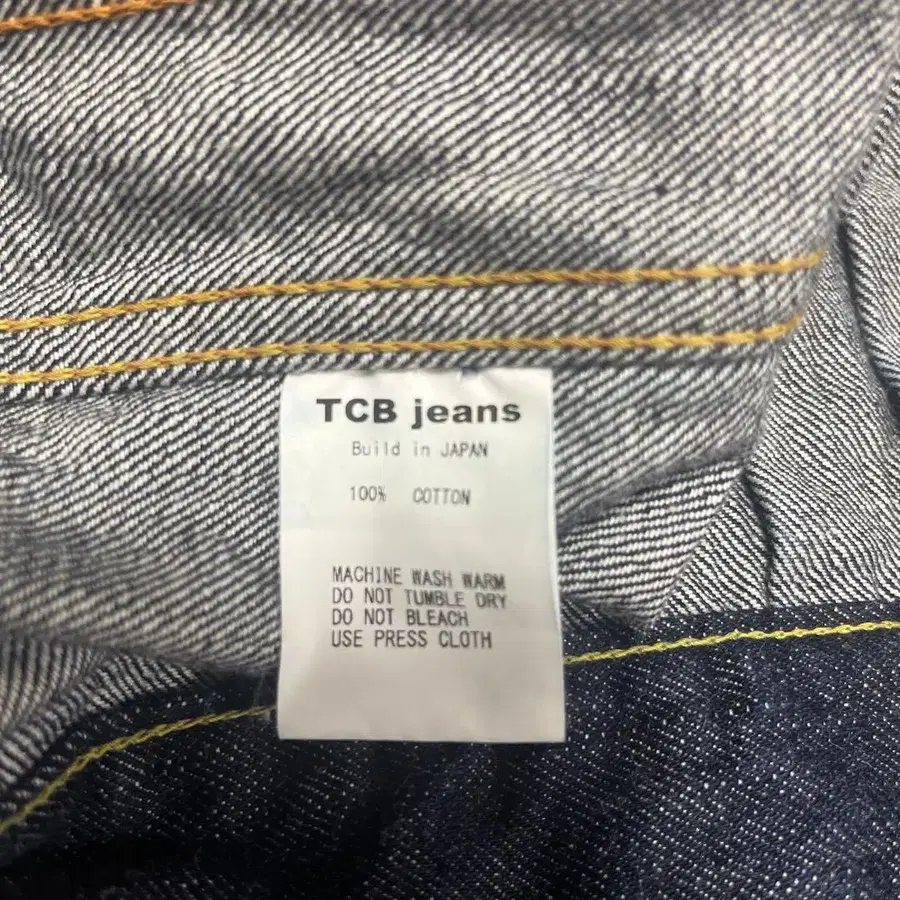 TCB jeans
Build in JAPAN
100% COTTON
MACHINE WASH WARM
DO NOT TUMBLE DRY
DO NOT BLEACH
USE PRESS CLOTH